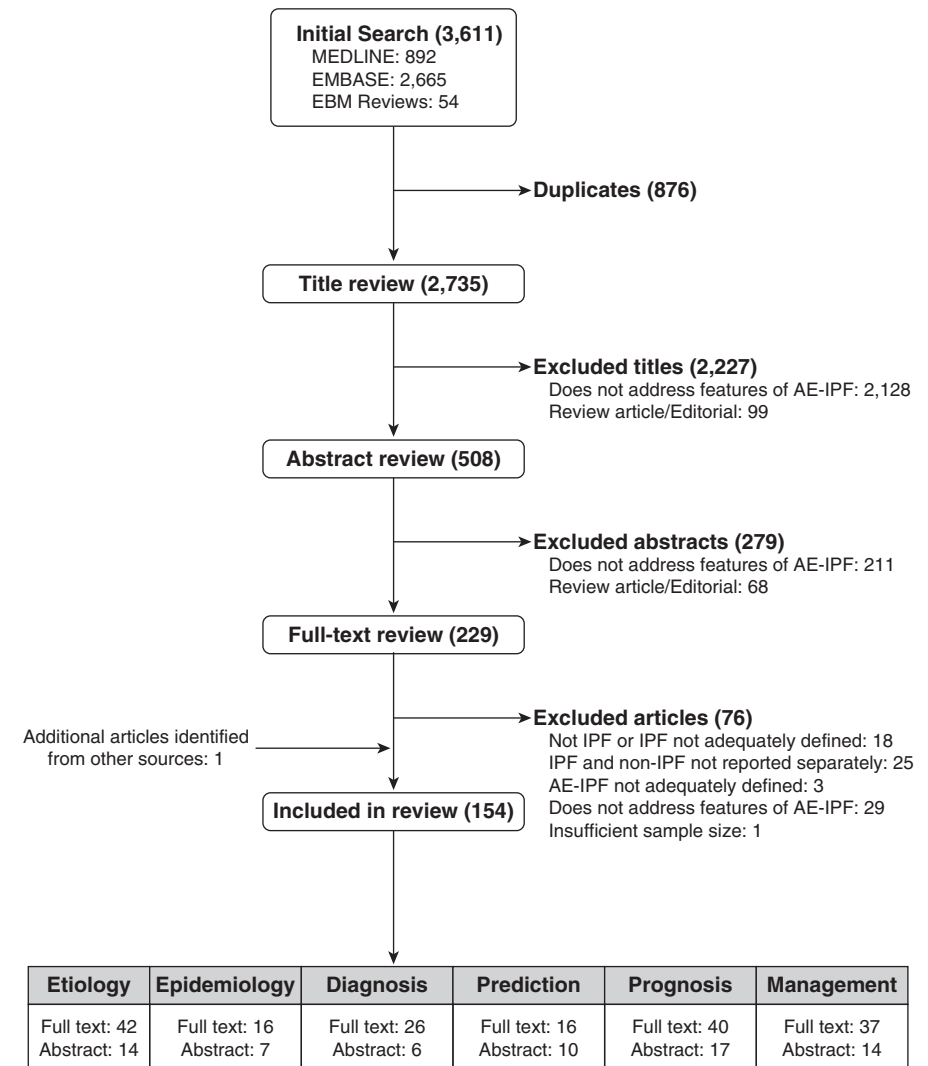 Initial Search (3,611)
MEDLINE: 892
EMBASE: 2,665
EBM Reviews: 54
Duplicates (876)
Title review (2,735)
Excluded titles (2,227)
Does not address features of AE-IPF: 2,128
Review article/Editorial: 99
Abstract review (508)
Excluded abstracts (279)
Does not address features of AE-IPF: 211
Review article/Editorial: 68
Full-text review (229)
Excluded articles (76)
Not IPF or IPF not adequately defined: 18
IPF and non-IPF not reported separately: 25
AE-IPF not adequately defined: 3
Does not address features of AE-IPF: 29
Insufficient sample size: 1
Additional articles identified
from other sources: 1
Included in review (154)
Etiology Epidemiology Diagnosis Prediction Prognosis Management
Full text: 42 Full text: 16 Full text: 26 Full text: 16 Full text: 40 Full text: 37
Abstract: 14 Abstract: 7 Abstract: 6 Abstract: 10 Abstract: 17 Abstract: 14